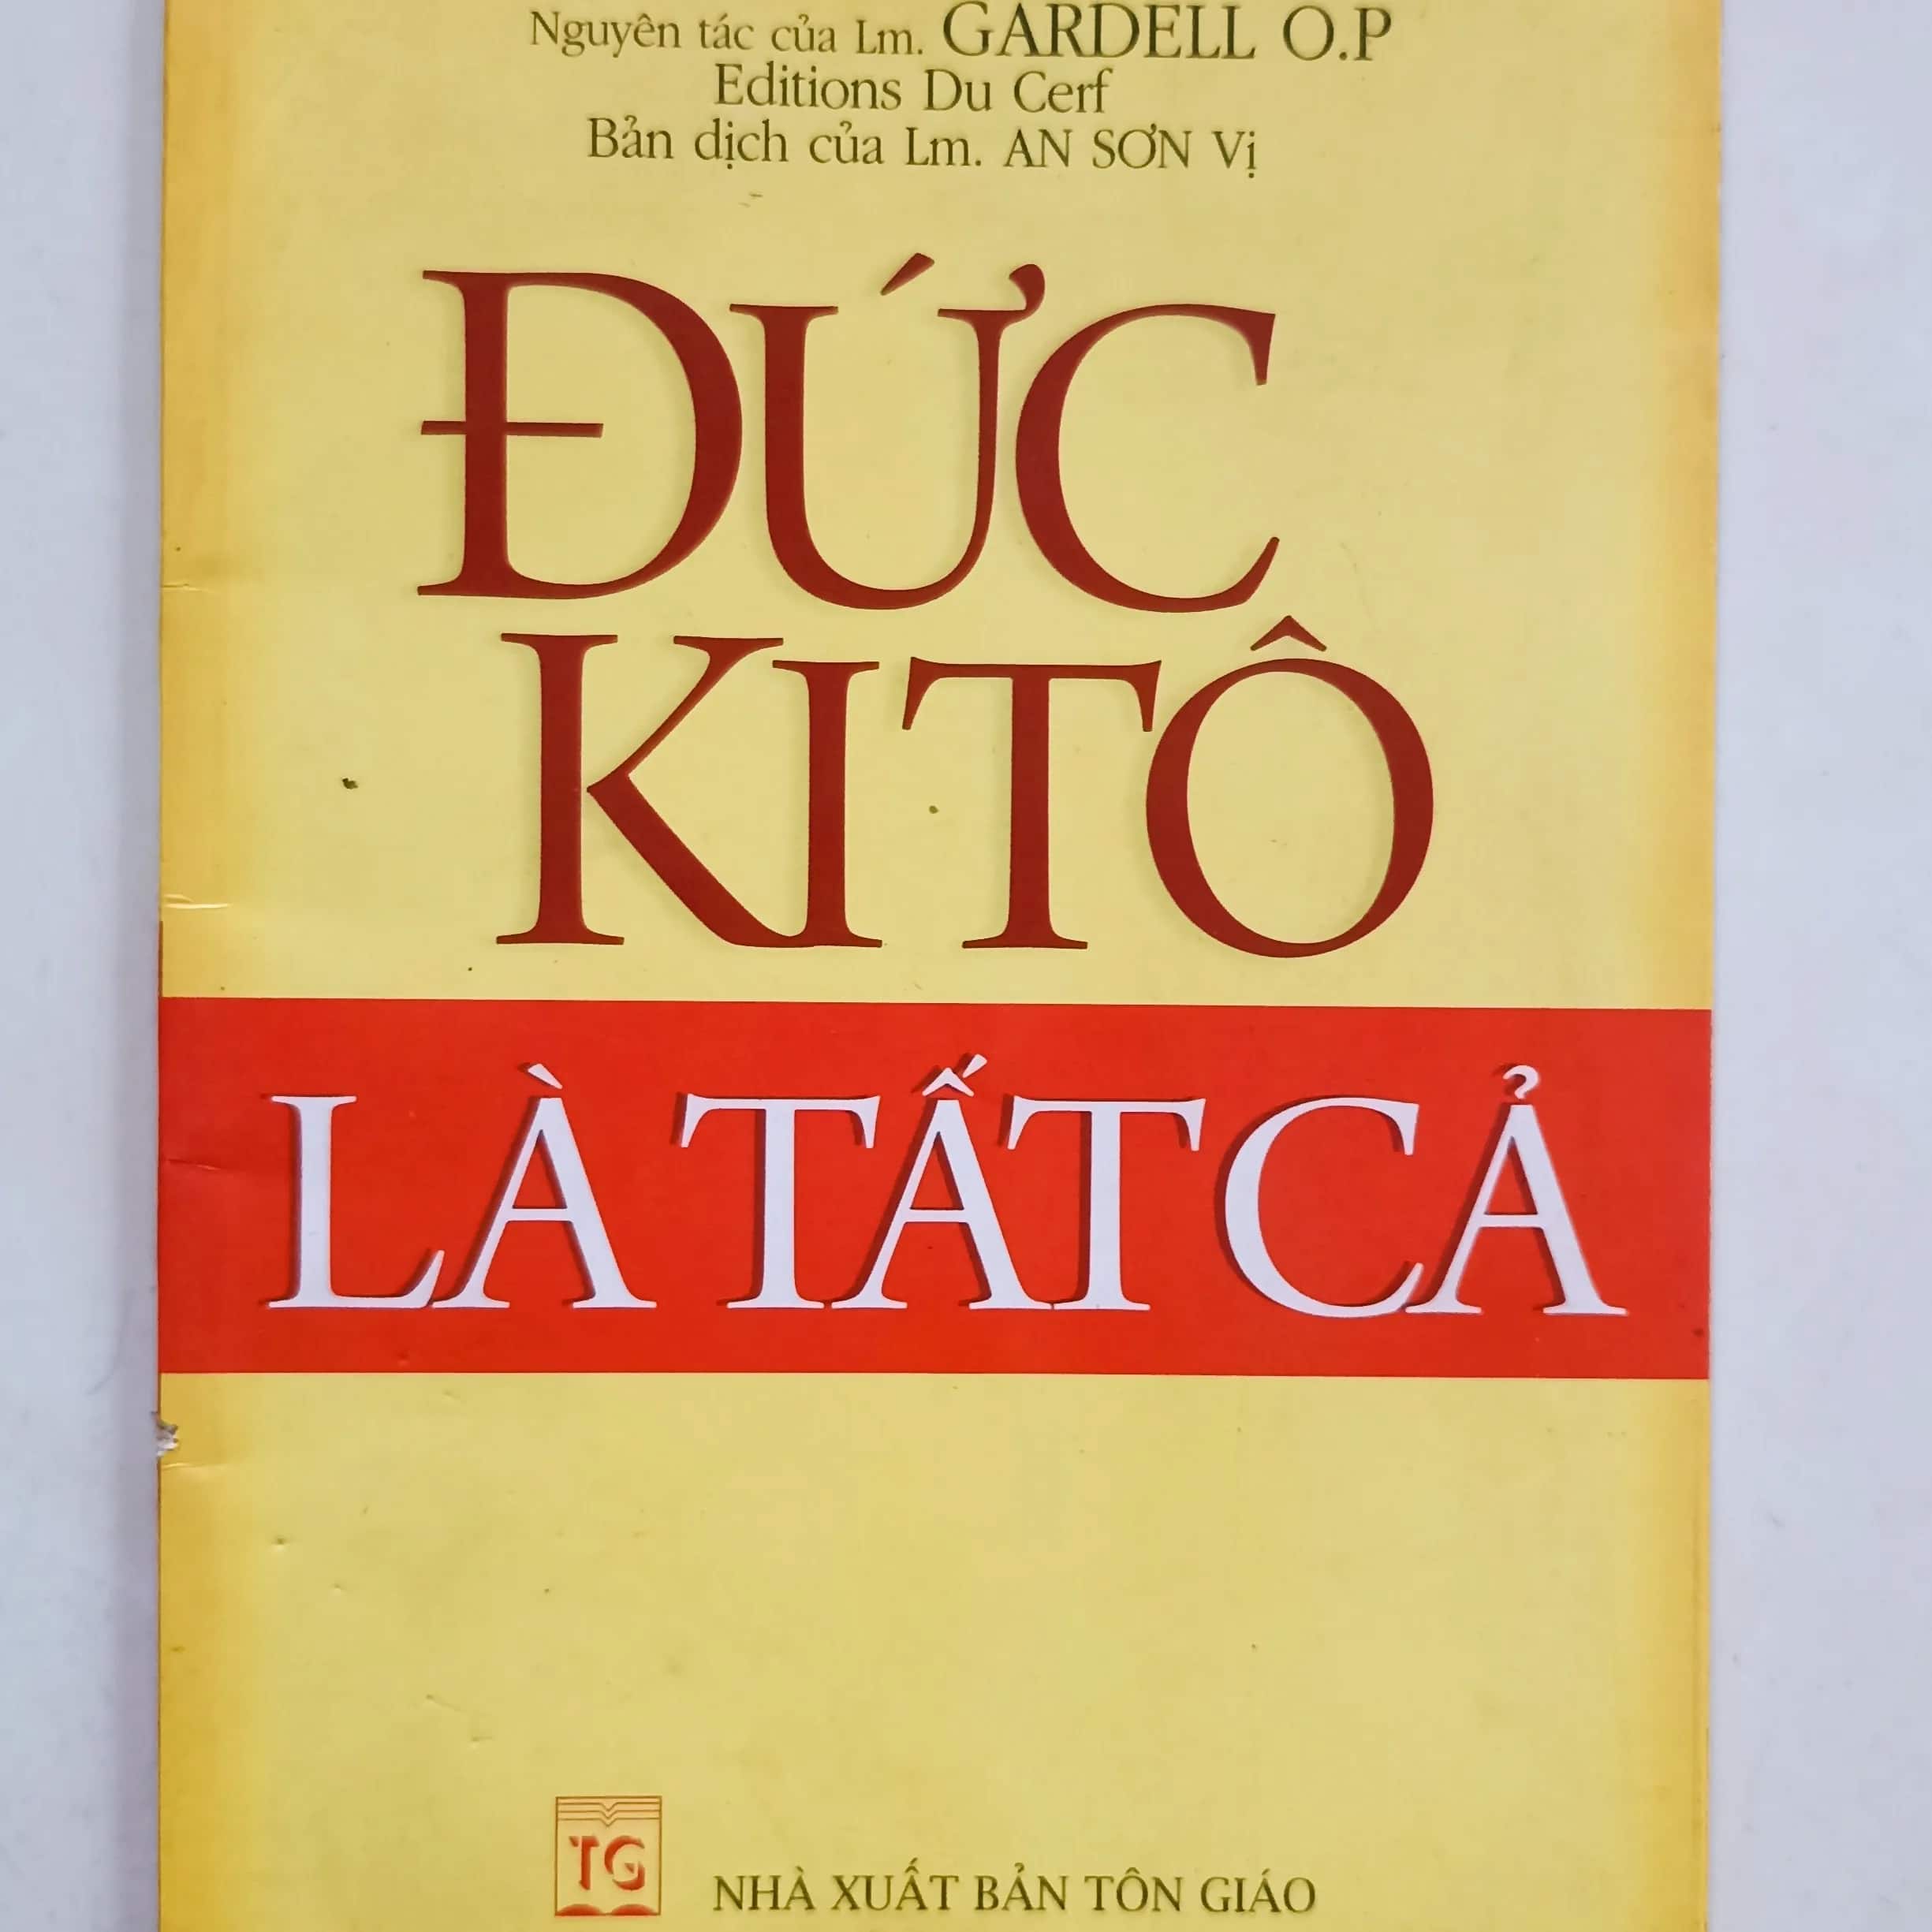 Nguyên tác của Lm. GARDELL O.P
Editions Du Cerf
Bản dịch của Lm. AN SƠN Vị
ĐỨC
KITÔ
LÀ TẤT CẢ
TG
NHÀ XUẤT BẢN TÔN GIÁO